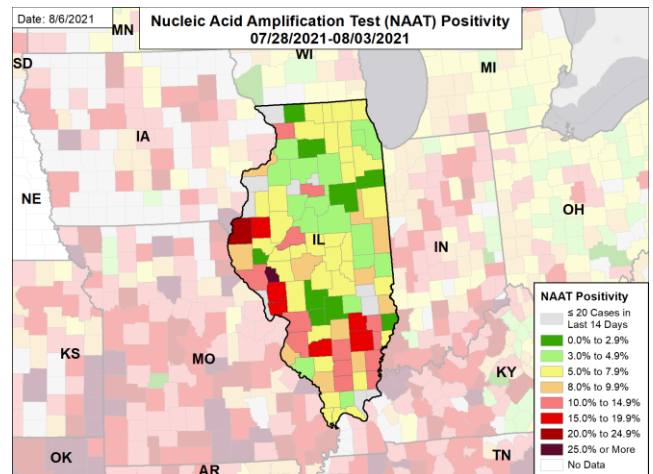 Date: 8/6/2021
Nucleic Acid Amplification Test (NAAT) Positivity
07/28/2021-08/03/2021
MN
WI
SD
MI
IA
NE
OH
IL
IN
KS
MO
KY
OK
AR
TN
NAAT Positivity
≤ 20 Cases in
Last 14 Days
0.0% to 2.9%
3.0% to 4.9%
5.0% to 7.9%
8.0% to 9.9%
10.0% to 14.9%
15.0% to 19.9%
20.0% to 24.9%
25.0% or More
No Data